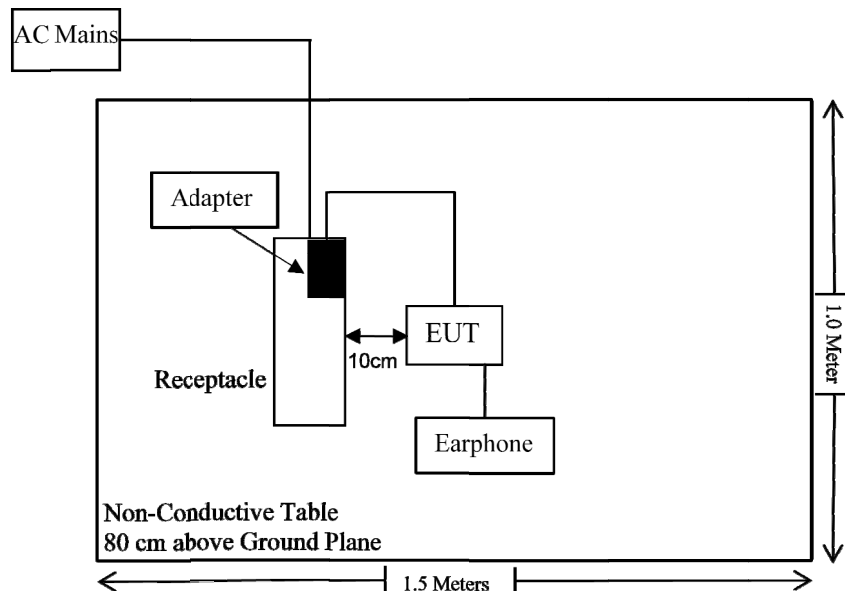 AC Mains
Adapter
EUT
10cm
Receptacle
Earphone
1.0 Meter
Non-Conductive Table
80 cm above Ground Plane
1.5 Meters